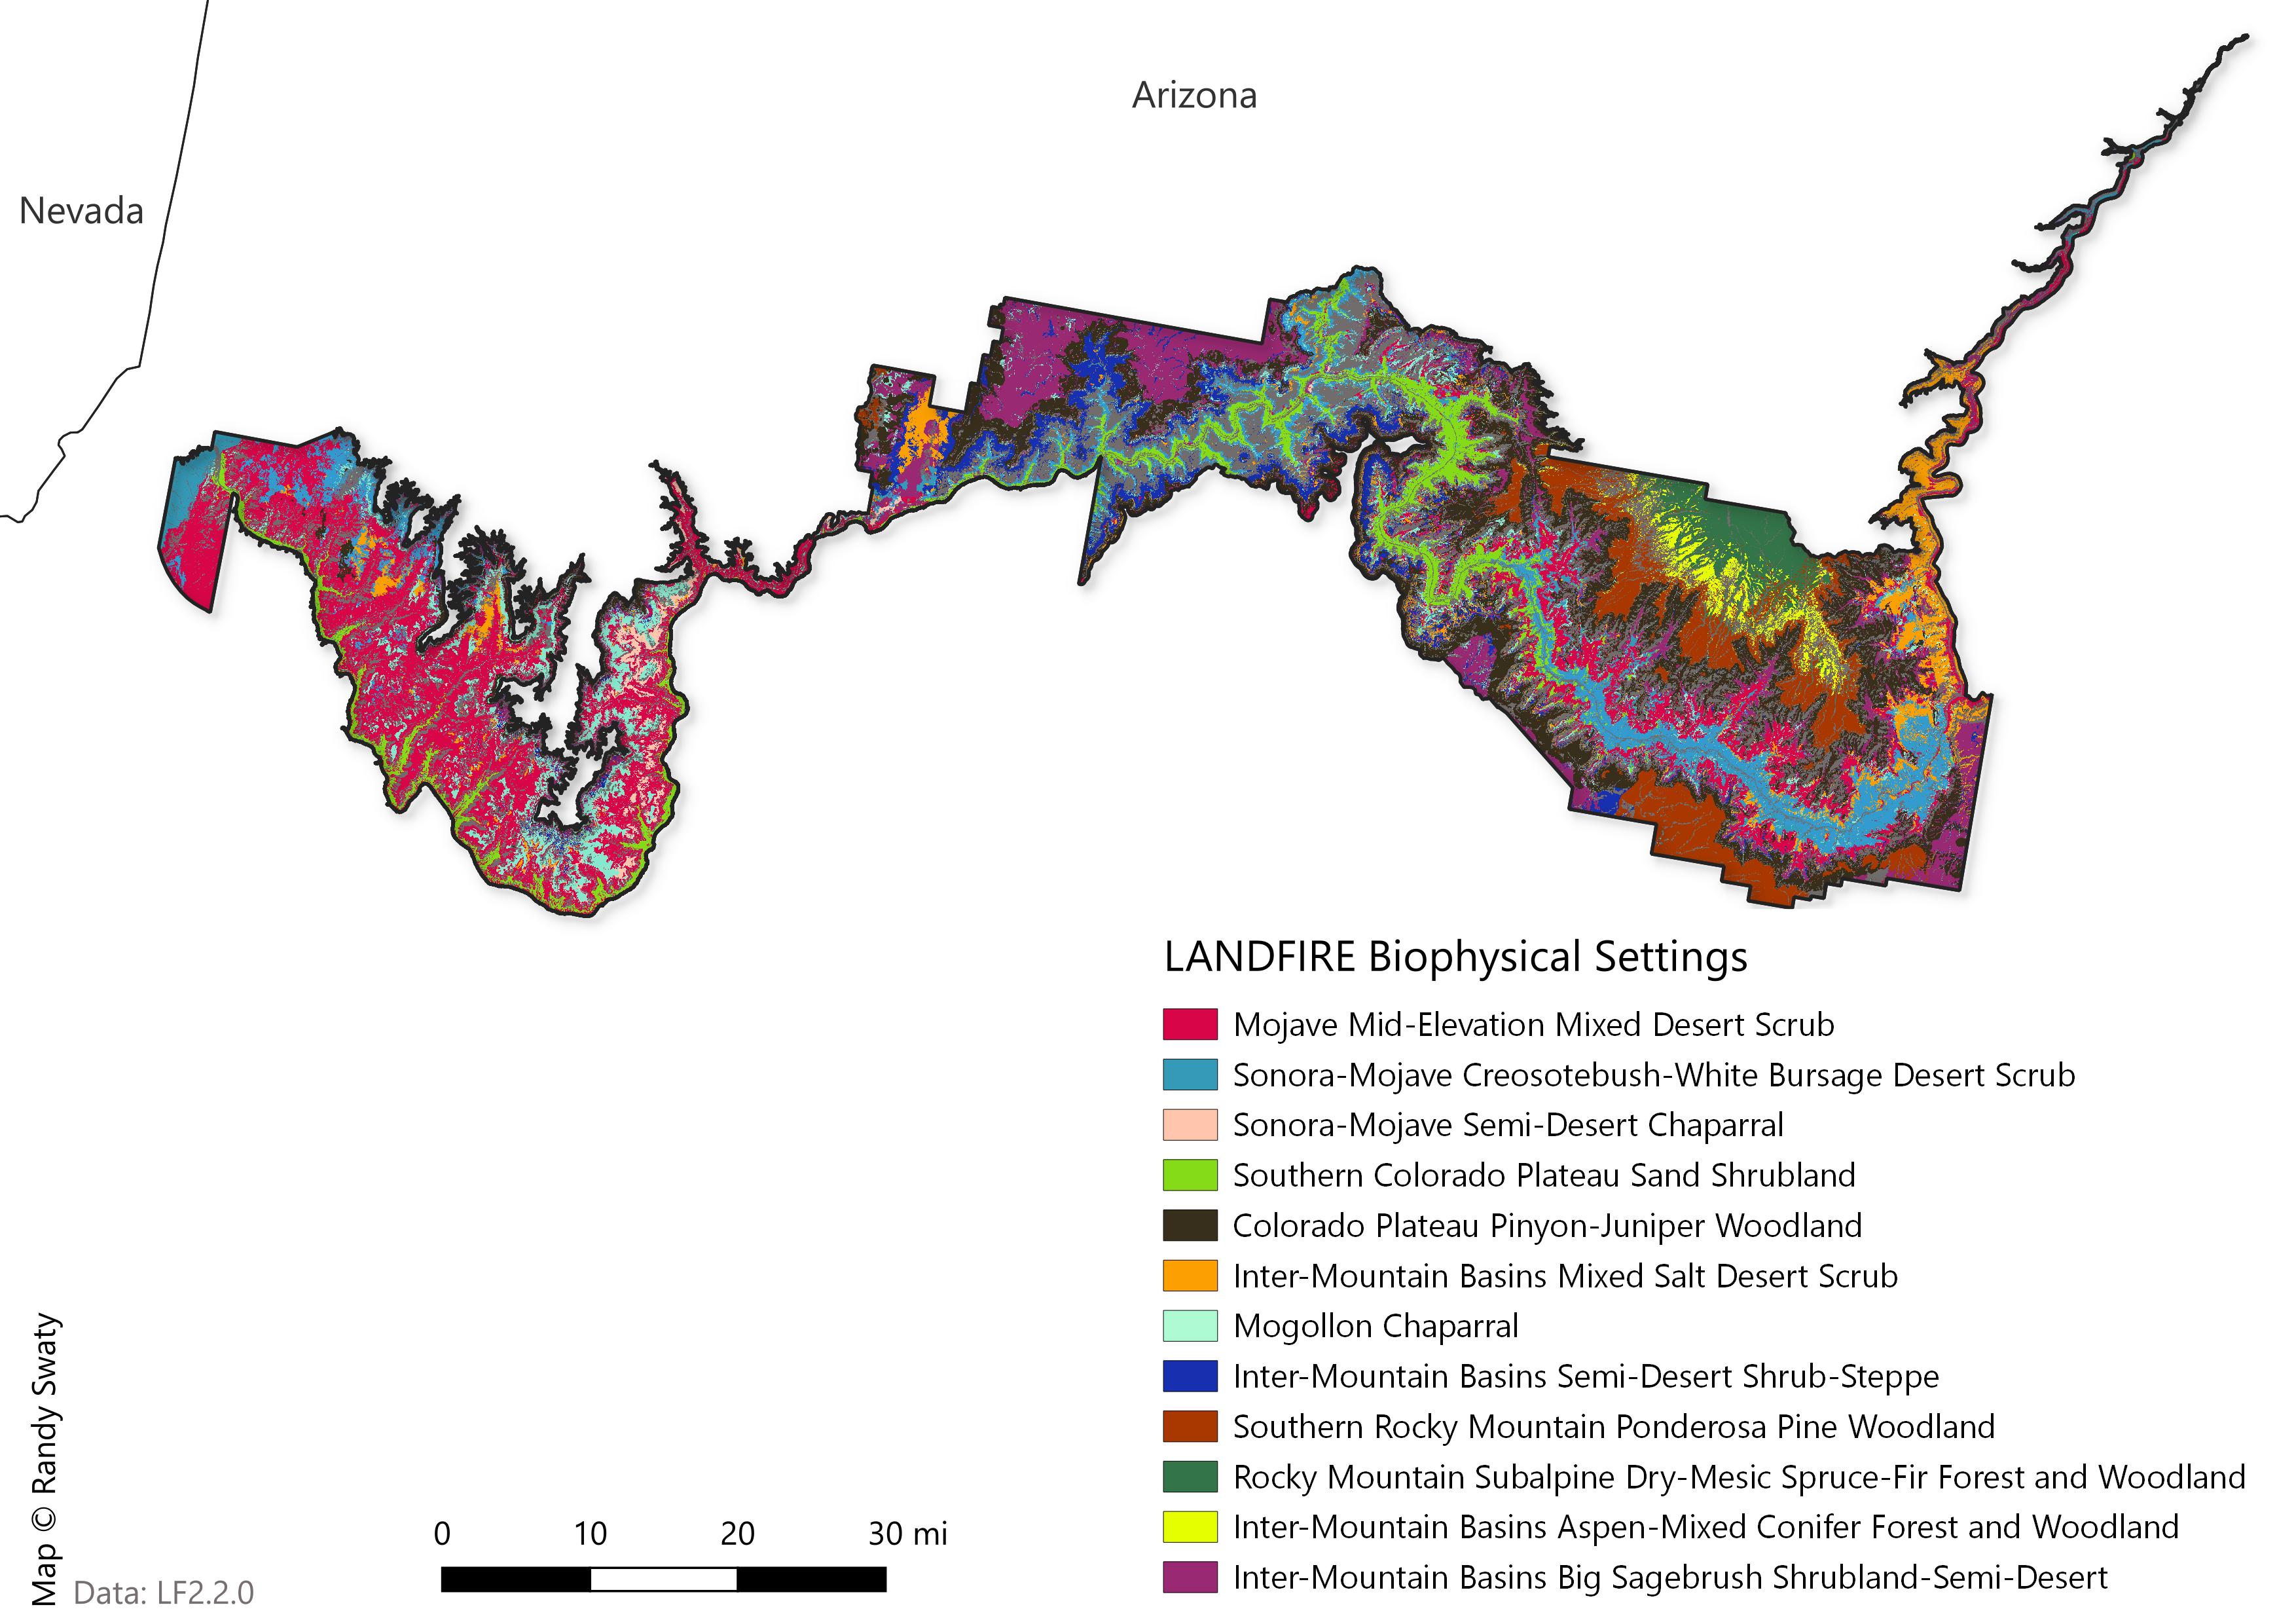 Arizona
Nevada
LANDFIRE Biophysical Settings
Mojave Mid-Elevation Mixed Desert Scrub
Sonora-Mojave Creosotebush-White Bursage Desert Scrub
Sonora-Mojave Semi-Desert Chaparral
Southern Colorado Plateau Sand Shrubland
Colorado Plateau Pinyon-Juniper Woodland
Inter-Mountain Basins Mixed Salt Desert Scrub
Mogollon Chaparral
Inter-Mountain Basins Semi-Desert Shrub-Steppe
Southern Rocky Mountain Ponderosa Pine Woodland
Rocky Mountain Subalpine Dry-Mesic Spruce-Fir Forest and Woodland
Inter-Mountain Basins Aspen-Mixed Conifer Forest and Woodland
Inter-Mountain Basins Big Sagebrush Shrubland-Semi-Desert
0 10 20 30 mi
Map © Randy Swaty
Data: LF2.2.0